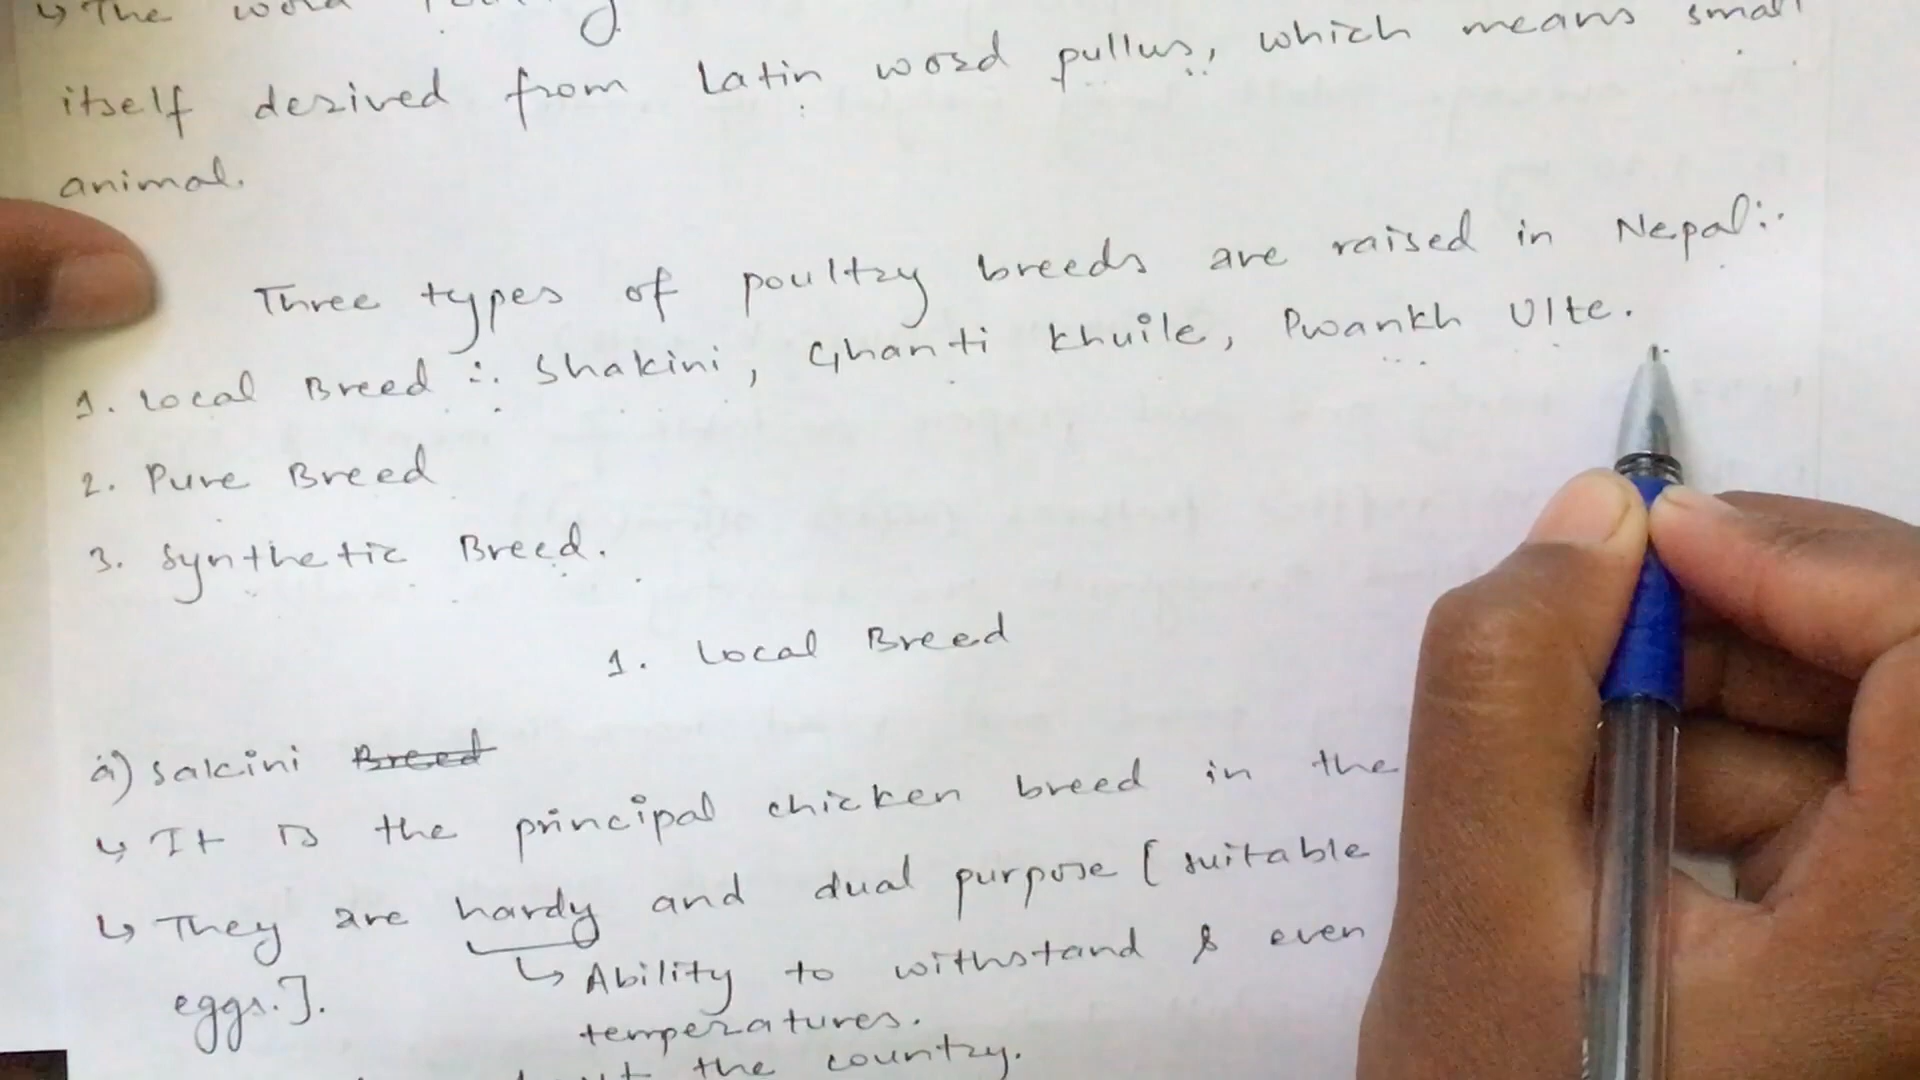 ↳ The word
itself derived from Latin word pullus, which means small
animal.
Three types of poultry breeds are raised in Nepal:-
1. Local Breed :- Shakini, Ghanti Khuile, Pwankh Ulte.
2. Pure Breed
3. Synthetic Breed.
1. Local Breed
a) Sakini Breed
↳ It is the principal chicken breed in the
↳ They are hardy and dual purpose [suitable
eggs.].
↳ Ability to withstand & even
temperatures.
the country.